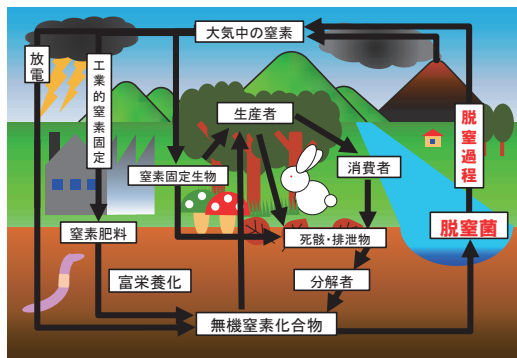 大気中の窒素
放電
工業的窒素固定
生産者
脱窒過程
消費者
窒素固定生物
脱窒菌
窒素肥料
死骸・排泄物
富栄養化
分解者
無機窒素化合物